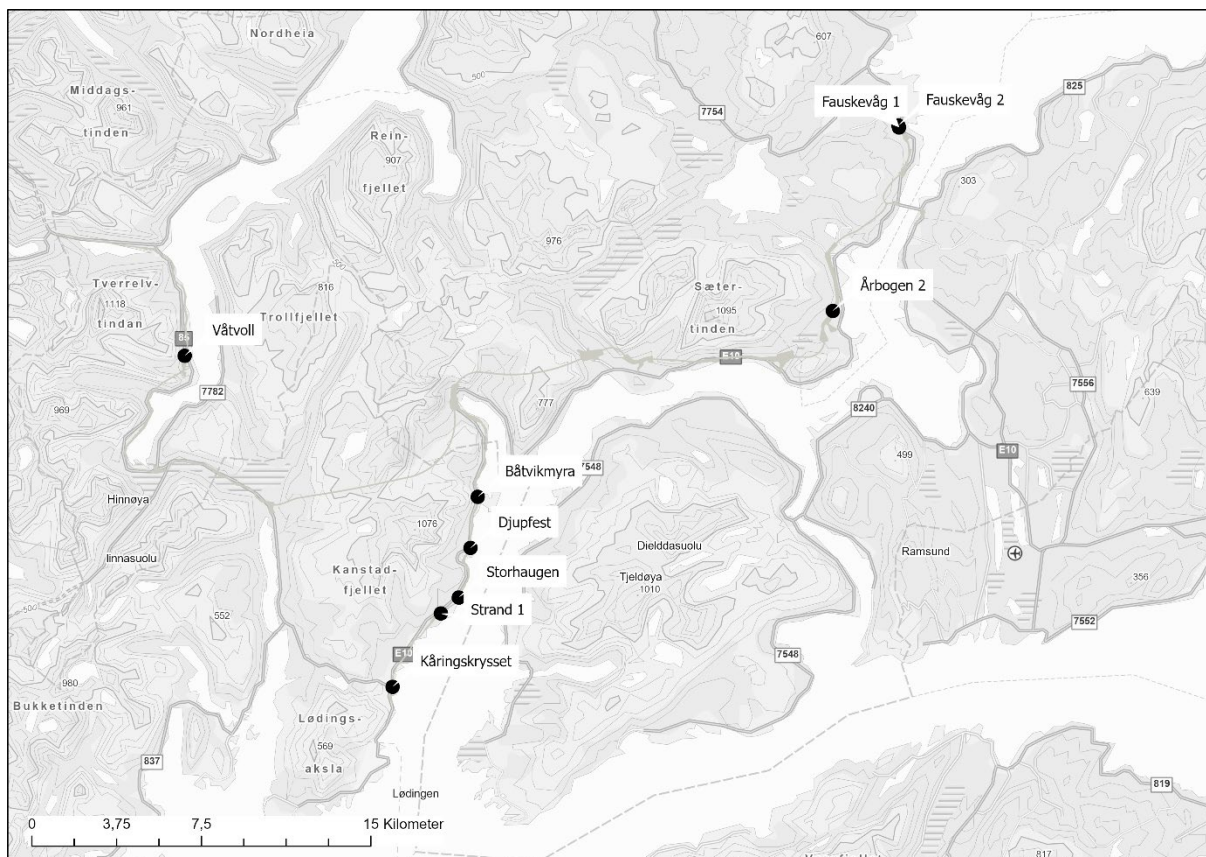 Nordheia
607
500
825
Middags-
961
tinden
7754
Fauskevåg 1
Fauskevåg 2
Rein-
907
fjellet
303
976
Tverrelv-
1118
tindan
816
Trollfjellet
Sæter-
1095
tinden
Årbogen 2
85
Våtvoll
E10
7782
969
777
8240
7556
639
499
E10
7548
Båtvikmyra
Hinnøya
1076
Djupfest
Iinnasuolu
Dielddasuolu
Ramsund
Storhaugen
Kanstad-
fjellet
Tjeldøya
1010
356
500
552
Strand 1
7552
E10
Kåringskrysset
7548
980
Bukketinden
Lødings-
569
aksla
837
Lødingen
819
0
3,75
7,5
15 Kilometer
817